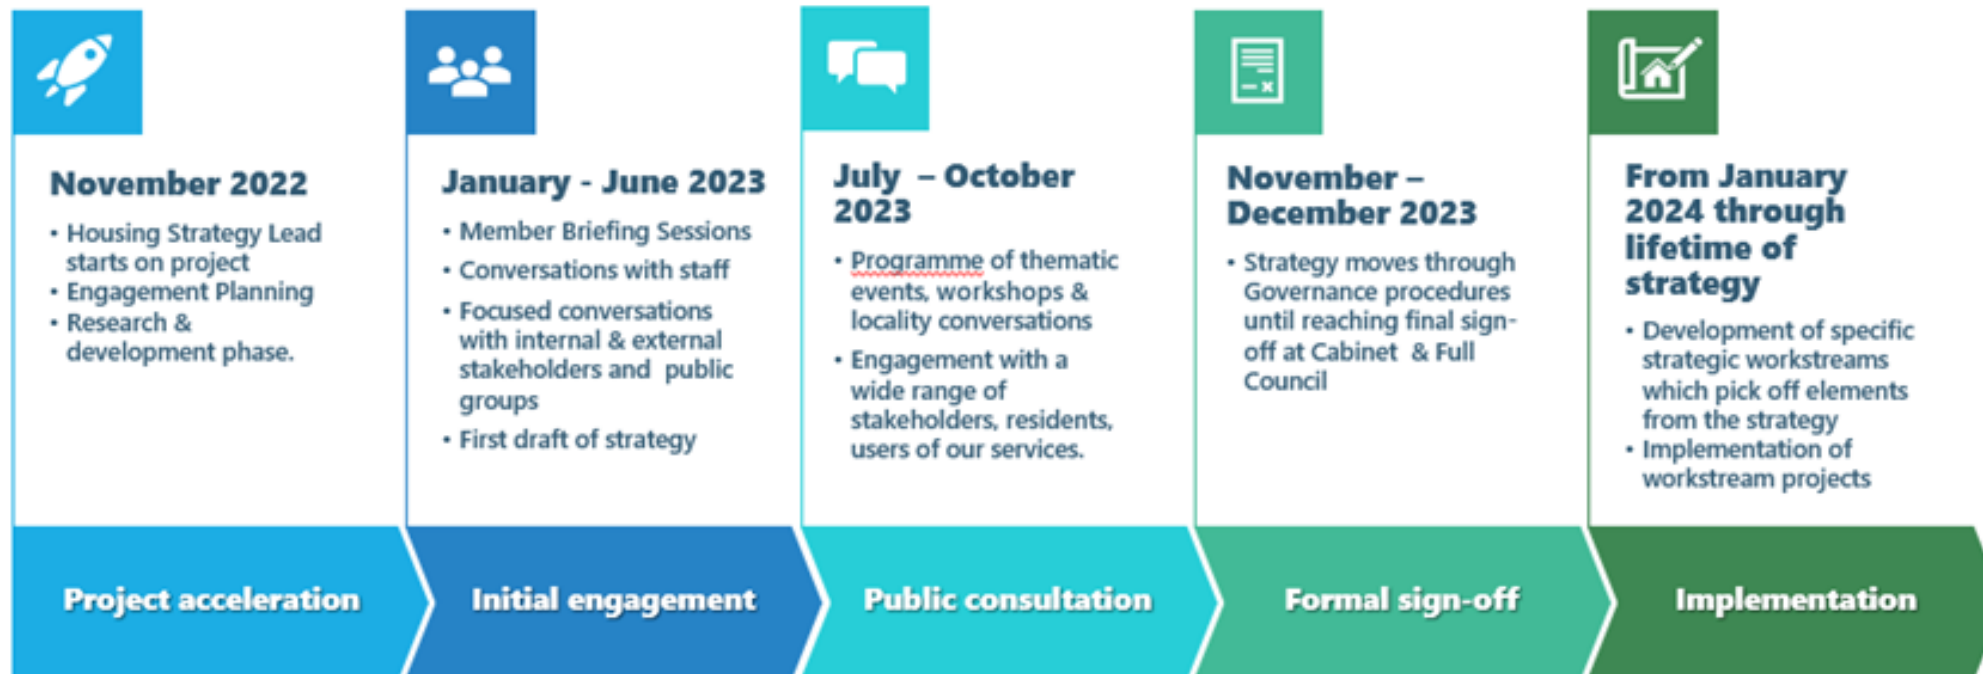 November 2022
• Housing Strategy Lead
starts on project
• Engagement Planning
• Research &
development phase.
Project acceleration
January - June 2023
• Member Briefing Sessions
• Conversations with staff
• Focused conversations
with internal & external
stakeholders and public
groups
• First draft of strategy
Initial engagement
July – October
2023
• Programme of thematic
events, workshops &
locality conversations
• Engagement with a
wide range of
stakeholders, residents,
users of our services.
Public consultation
November –
December 2023
• Strategy moves through
Governance procedures
until reaching final sign-
off at Cabinet & Full
Council
Formal sign-off
From January
2024 through
lifetime of
strategy
• Development of specific
strategic workstreams
which pick off elements
from the strategy
• Implementation of
workstream projects
Implementation